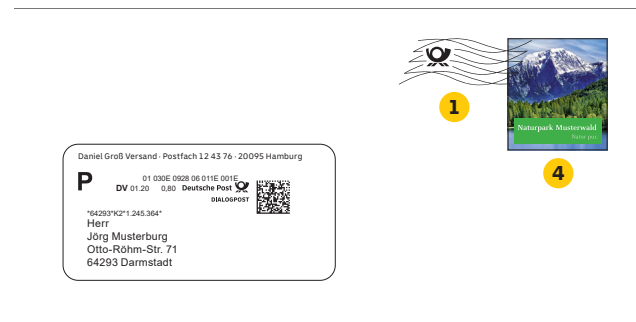 1
Naturpark Musterwald
Natur pur.
4
Daniel Groß Versand · Postfach 12 43 76 · 20095 Hamburg
P
01 030E 0928 06 011E 001E
DV 01.20 0,80 Deutsche Post
DIALOGPOST
*64293*K2*1.245.364*
Herr
Jörg Musterburg
Otto-Röhm-Str. 71
64293 Darmstadt